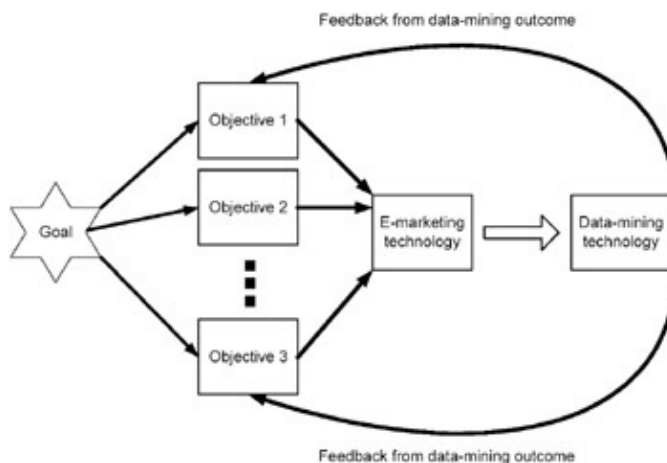 Feedback from data-mining outcome
Objective 1
Objective 2
Goal
E-marketing
technology
Data-mining
technology
Objective 3
Feedback from data-mining outcome